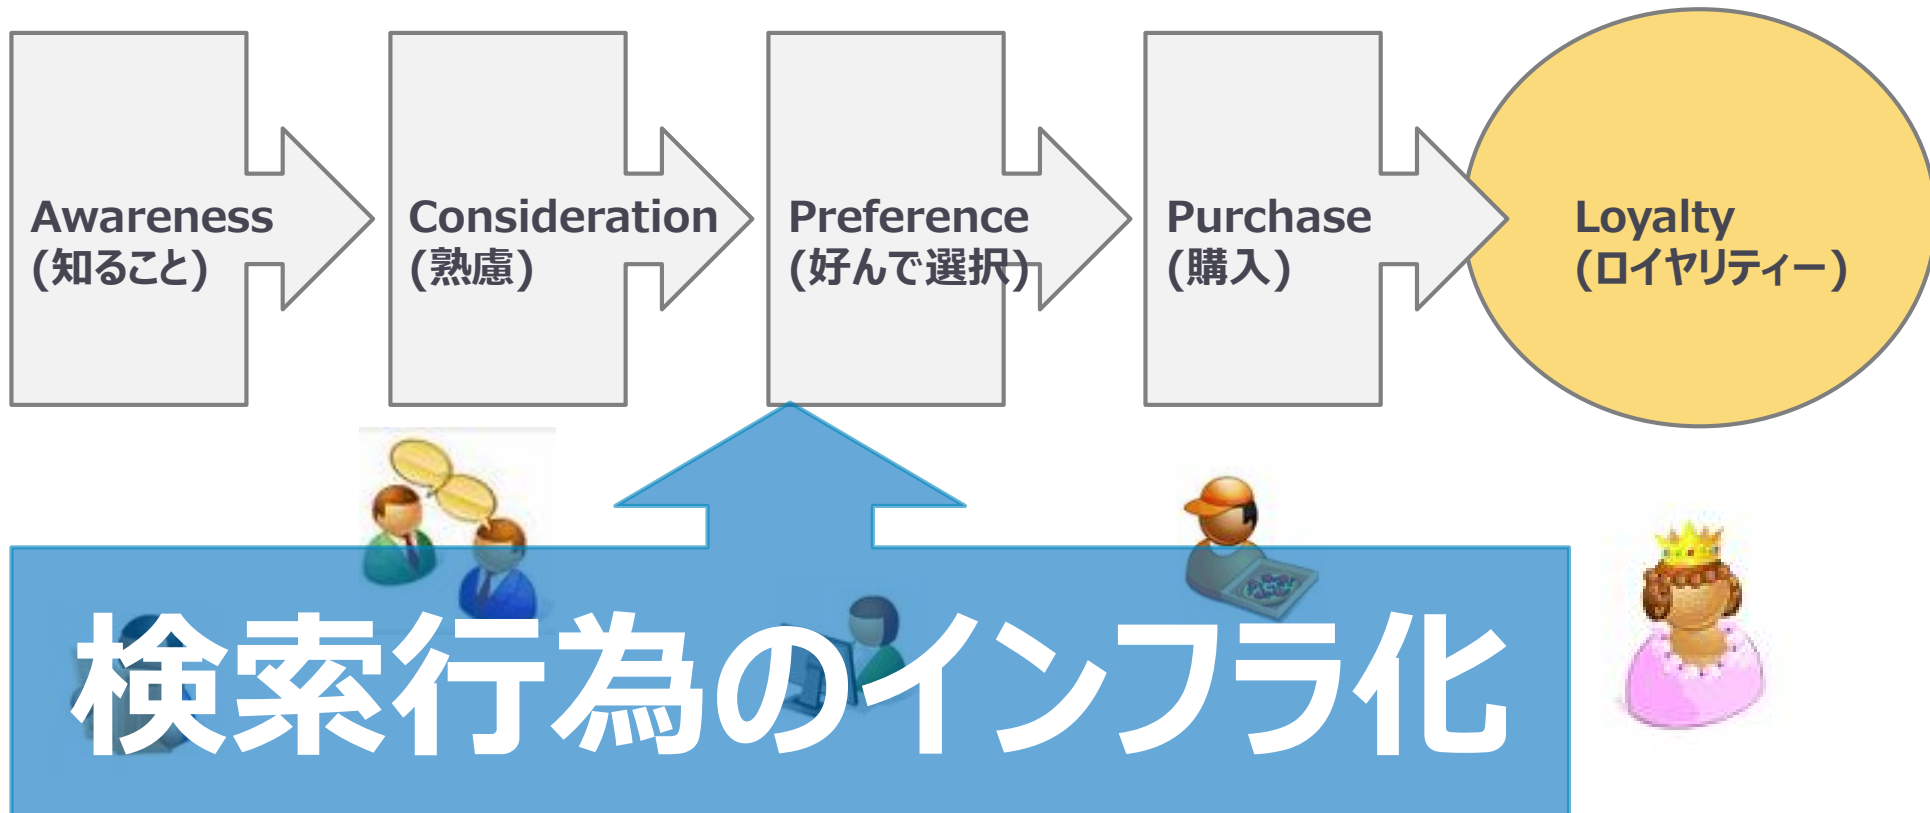 Awareness
(知ること)
Consideration
(熟慮)
Preference
(好んで選択)
Purchase
(購入)
Loyalty
(ロイヤリティー)
検索行為のインフラ化